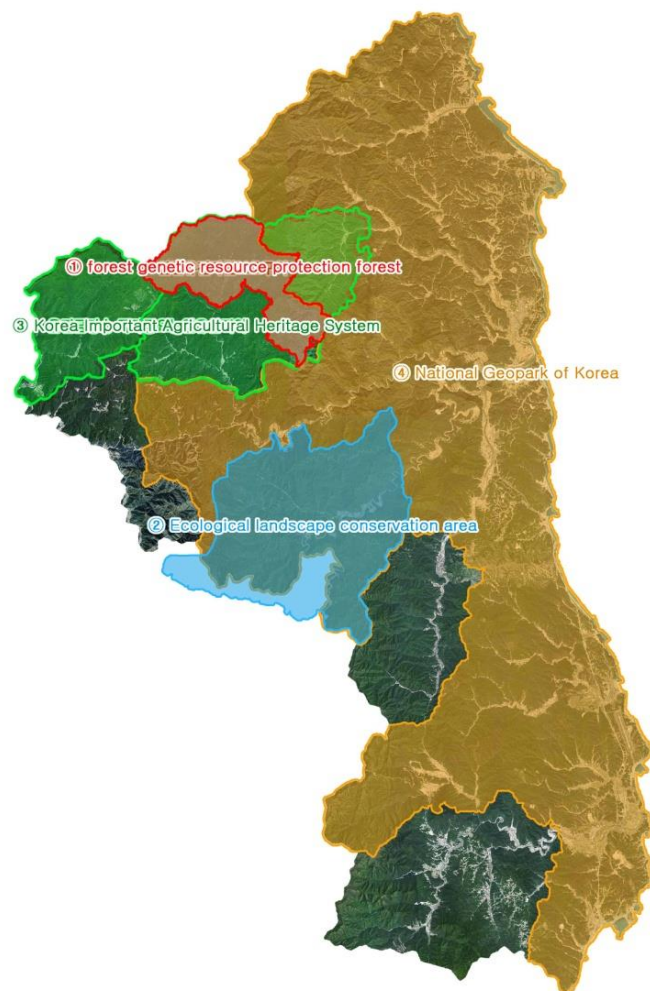 ① forest genetic resource protection forest
③ Korea Important Agricultural Heritage System
④ National Geopark of Korea
② Ecological landscape conservation area